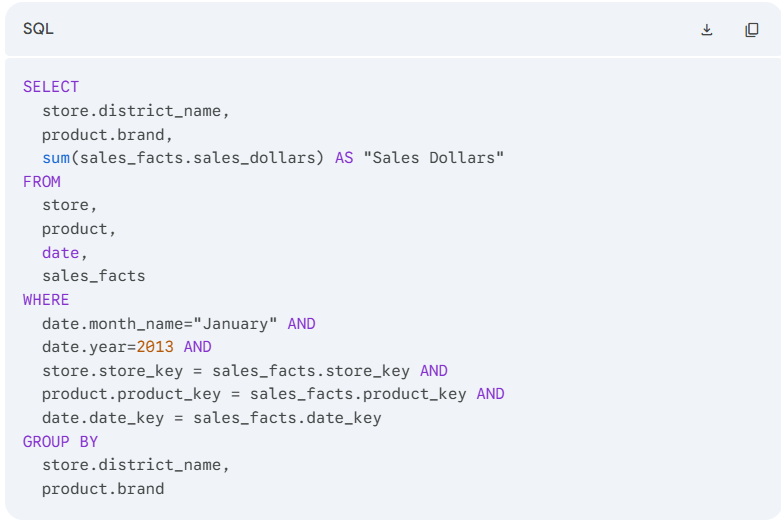 SQL
SELECT
store.district_name,
product.brand,
sum(sales_facts.sales_dollars) AS "Sales Dollars"
FROM
store,
product,
date,
sales_facts
WHERE
date.month_name="January" AND
date.year=2013 AND
store.store_key = sales_facts.store_key AND
product.product_key = sales_facts.product_key AND
date.date_key = sales_facts.date_key
GROUP BY
store.district_name,
product.brand